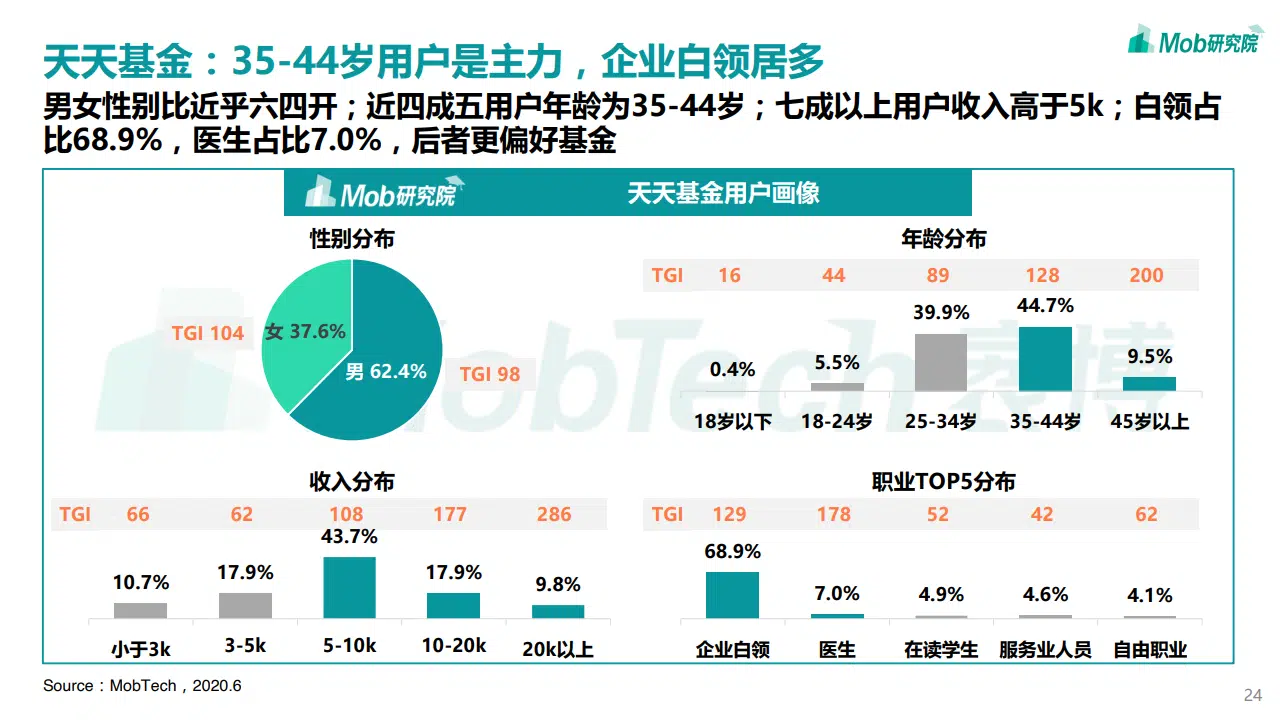 Mob研究院
天天基金：35-44岁用户是主力，企业白领居多
男女性别比近乎六四开；近四成五用户年龄为35-44岁；七成以上用户收入高于5k；白领占
比68.9%，医生占比7.0%，后者更偏好基金
Mob研究院 天天基金用户画像
性别分布
TGI 104
女 37.6%
男 62.4%
TGI 98
年龄分布
TGI 16 44 89 128 200
0.4% 5.5% 39.9% 44.7% 9.5%
18岁以下 18-24岁 25-34岁 35-44岁 45岁以上
收入分布
TGI 66 62 108 177 286
10.7% 17.9% 43.7% 17.9% 9.8%
小于3k 3-5k 5-10k 10-20k 20k以上
职业TOP5分布
TGI 129 178 52 42 62
68.9% 7.0% 4.9% 4.6% 4.1%
企业白领 医生 在读学生 服务业人员 自由职业
MobTech袤博
Source：MobTech，2020.6
24